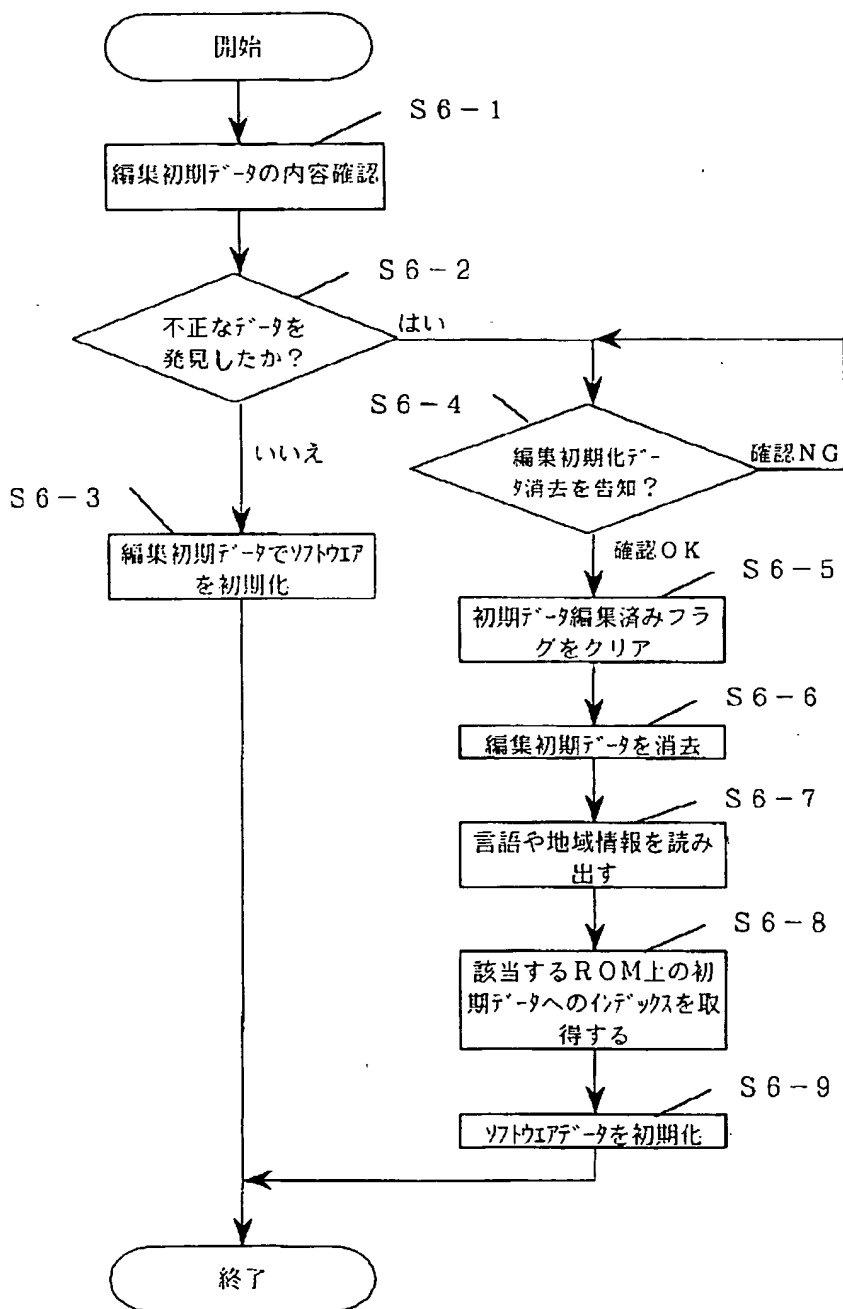 開始
S6-1
編集初期ﾃﾞｰﾀの内容確認
S6-2
不正なﾃﾞｰﾀを
発見したか?
はい
いいえ
S6-3
編集初期ﾃﾞｰﾀでｿﾌﾄｳｴｱ
を初期化
S6-4
編集初期化ﾃﾞｰ
ﾀ消去を告知?
確認NG
確認OK
S6-5
初期ﾃﾞｰﾀ編集済みフラ
グをクリア
S6-6
編集初期ﾃﾞｰﾀを消去
S6-7
言語や地域情報を読み
出す
S6-8
該当するROM上の初
期ﾃﾞｰﾀへのｲﾝﾃﾞｯｸｽを取
得する
S6-9
ｿﾌﾄｳｴｱﾃﾞｰﾀを初期化
終了